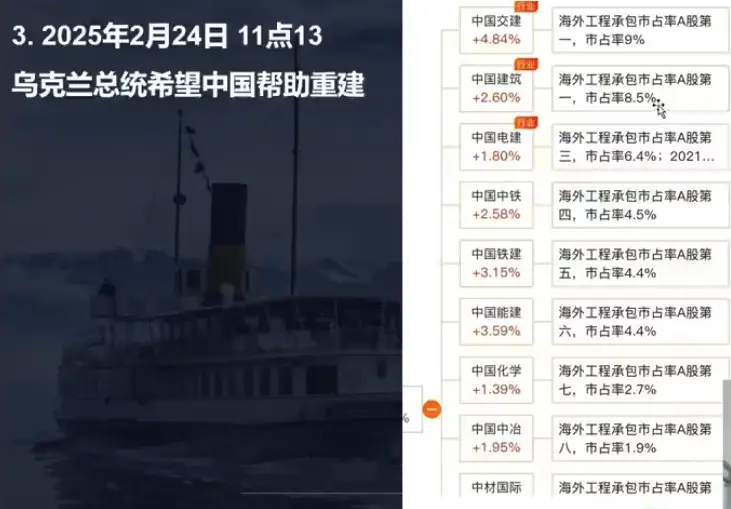 3. 2025年2月24日 11点13
乌克兰总统希望中国帮助重建
行业
中国交建
+4.84%
海外工程承包市占率A股第
一，市占率9%
行业
中国建筑
+2.60%
海外工程承包市占率A股第
一，市占率8.5%
行业
中国电建
+1.80%
海外工程承包市占率A股第
三，市占率6.4%；2021...
中国中铁
+2.58%
海外工程承包市占率A股第
四，市占率4.5%
中国铁建
+3.15%
海外工程承包市占率A股第
五，市占率4.4%
中国能建
+3.59%
海外工程承包市占率A股第
六，市占率4.4%
中国化学
+1.39%
海外工程承包市占率A股第
七，市占率2.7%
%
中国中冶
+1.95%
海外工程承包市占率A股第
八，市占率1.9%
中材国际
海外工程承包市占率A股第